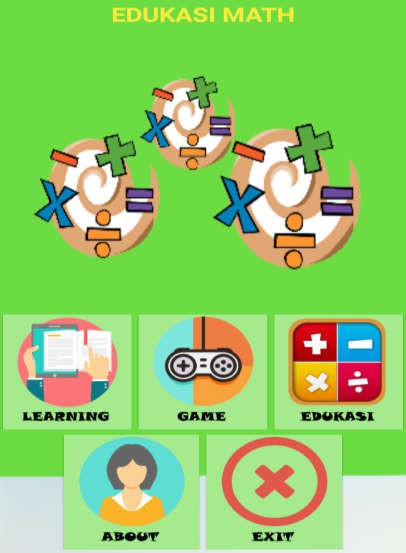 EDUKASI MATH
LEARNING
GAME
EDUKASI
ABOUT
EXIT